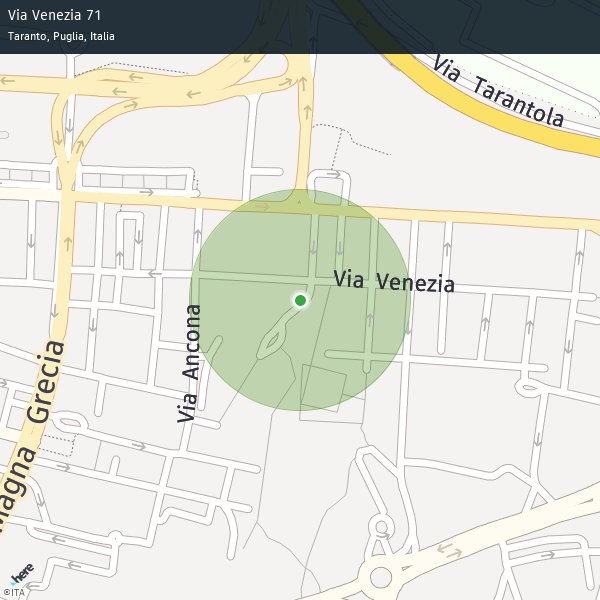 Via Venezia 71
Taranto, Puglia, Italia
Via Tarantola
Via Venezia
Via Ancona
Magna Grecia
here
©ITA